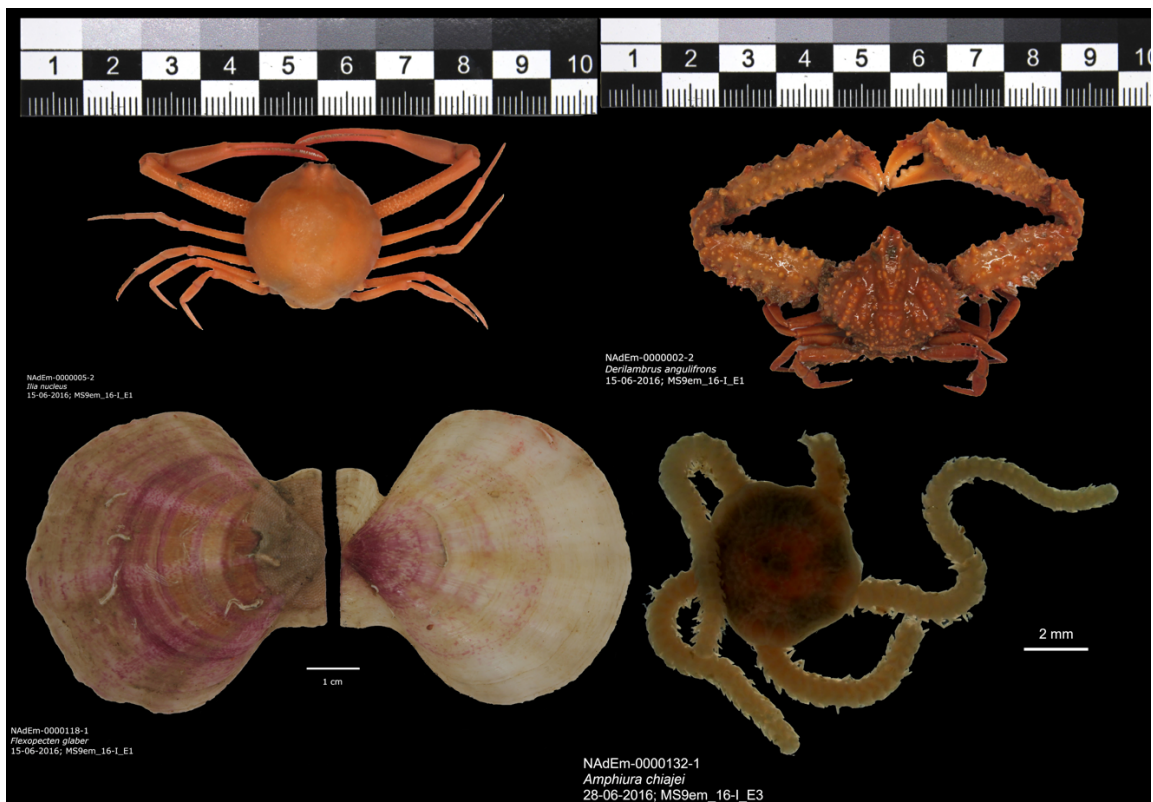 1 2 3 4 5 6 7 8 9 10
1 2 3 4 5 6 7 8 9 10
NAdEm-0000005-2
Ilia nucleus
15-06-2016; MS9em_16-I_E1
NAdEm-0000002-2
Derilambrus angulifrons
15-06-2016; MS9em_16-I_E1
1 cm
2 mm
NAdEm-0000118-1
Flexopecten glaber
15-06-2016; MS9em_16-I_E1
NAdEm-0000132-1
Amphiura chiajei
28-06-2016; MS9em_16-I_E3